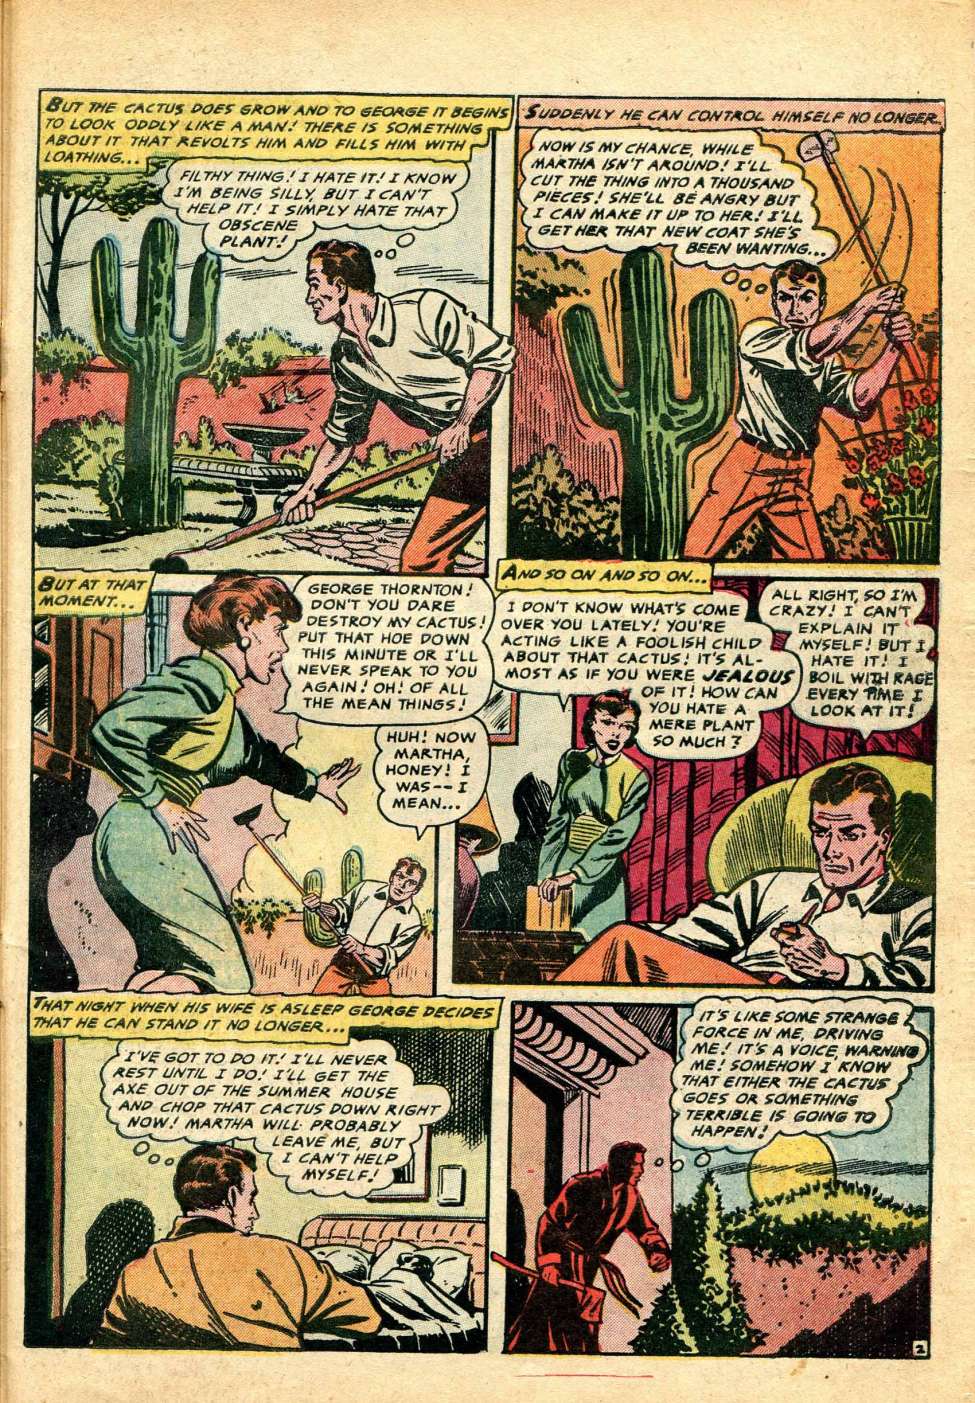 BUT THE CACTUS DOES GROW AND TO GEORGE IT BEGINS
TO LOOK ODDLY LIKE A MAN! THERE IS SOMETHING
ABOUT IT THAT REVOLTS HIM AND FILLS HIM WITH
LOATHING...
FILTHY THING! I HATE IT! I KNOW
I'M BEING SILLY, BUT I CAN'T
HELP IT! I SIMPLY HATE THAT
OBSCENE
PLANT!
SUDDENLY HE CAN CONTROL HIMSELF NO LONGER.
NOW IS MY CHANCE, WHILE
MARTHA ISN'T AROUND! I'LL
CUT THE THING INTO A THOUSAND
PIECES! SHE'LL BE ANGRY BUT
I CAN MAKE IT UP TO HER! I'LL
GET HER THAT NEW COAT SHE'S
BEEN WANTING...
BUT AT THAT
MOMENT...
GEORGE THORNTON!
DON'T YOU DARE
DESTROY MY CACTUS!
PUT THAT HOE DOWN
THIS MINUTE OR I'LL
NEVER SPEAK TO YOU
AGAIN! OH! OF ALL
THE MEAN THINGS!
HUH! NOW
MARTHA,
HONEY! I
WAS-- I
MEAN...
AND SO ON AND SO ON...
I DON'T KNOW WHAT'S COME
OVER YOU LATELY! YOU'RE
ACTING LIKE A FOOLISH CHILD
ABOUT THAT CACTUS! IT'S AL-
MOST AS IF YOU WERE JEALOUS
OF IT! HOW CAN
YOU HATE A
MERE PLANT
SO MUCH?
ALL RIGHT, SO I'M
CRAZY! I CAN'T
EXPLAIN IT
MYSELF! BUT I
HATE IT! I
BOIL WITH RAGE
EVERY TIME I
LOOK AT IT!
THAT NIGHT WHEN HIS WIFE IS ASLEEP GEORGE DECIDES
THAT HE CAN STAND IT NO LONGER...
I'VE GOT TO DO IT! I'LL NEVER
REST UNTIL I DO! I'LL GET THE
AXE OUT OF THE SUMMER HOUSE
AND CHOP THAT CACTUS DOWN RIGHT
NOW! MARTHA WILL PROBABLY
LEAVE ME, BUT
I CAN'T HELP
MYSELF!
IT'S LIKE SOME STRANGE
FORCE IN ME, DRIVING
ME! IT'S A VOICE, WARNING
ME! SOMEHOW I KNOW
THAT EITHER THE CACTUS
GOES OR SOMETHING
TERRIBLE IS GOING TO
HAPPEN!
2